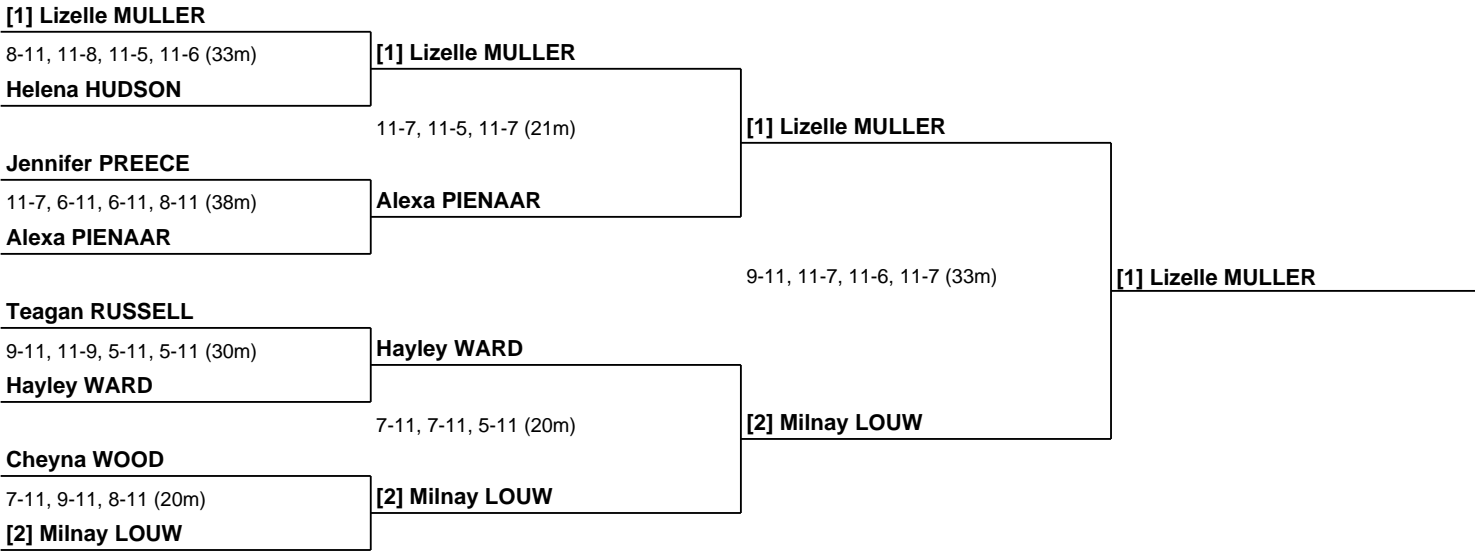 [1] Lizelle MULLER
8-11, 11-8, 11-5, 11-6 (33m)
Helena HUDSON
Jennifer PREECE
11-7, 6-11, 6-11, 8-11 (38m)
Alexa PIENAAR
Teagan RUSSELL
9-11, 11-9, 5-11, 5-11 (30m)
Hayley WARD
Cheyna WOOD
7-11, 9-11, 8-11 (20m)
[2] Milnay LOUW
[1] Lizelle MULLER
11-7, 11-5, 11-7 (21m)
Alexa PIENAAR
Hayley WARD
7-11, 7-11, 5-11 (20m)
[2] Milnay LOUW
[1] Lizelle MULLER
9-11, 11-7, 11-6, 11-7 (33m)
[2] Milnay LOUW
[1] Lizelle MULLER